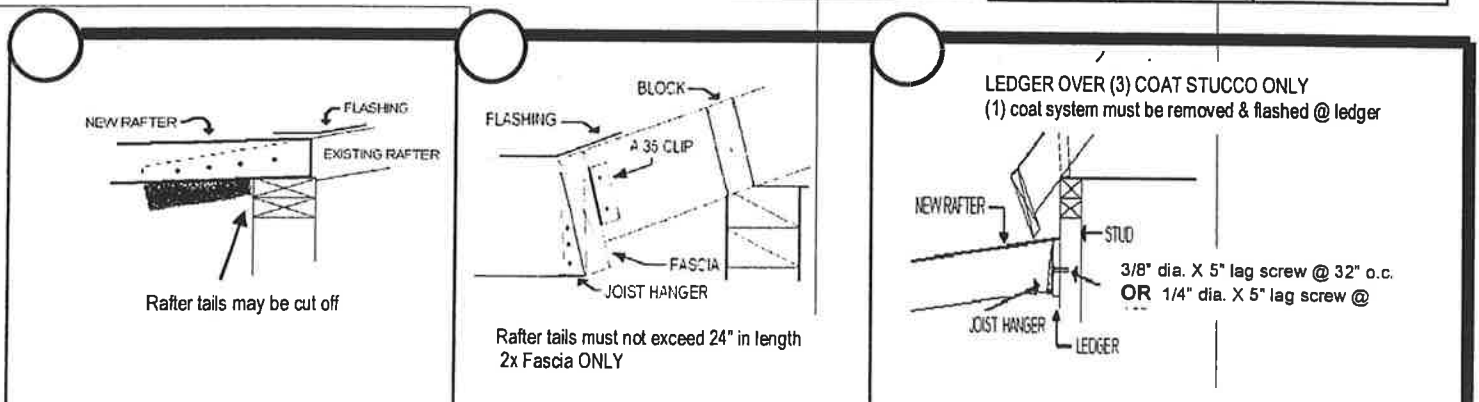 FLASHING
NEW RAFTER
EXISTING RAFTER
Rafter tails may be cut off
BLOCK
FLASHING
A 35 CLIP
FASCIA
JOIST HANGER
Rafter tails must not exceed 24" in length
2x Fascia ONLY
LEDGER OVER (3) COAT STUCCO ONLY
(1) coat system must be removed & flashed @ ledger
NEW RAFTER
STUD
3/8" dia. X 5" lag screw @ 32" o.c.
OR 1/4" dia. X 5" lag screw @
JOIST HANGER
LEDGER